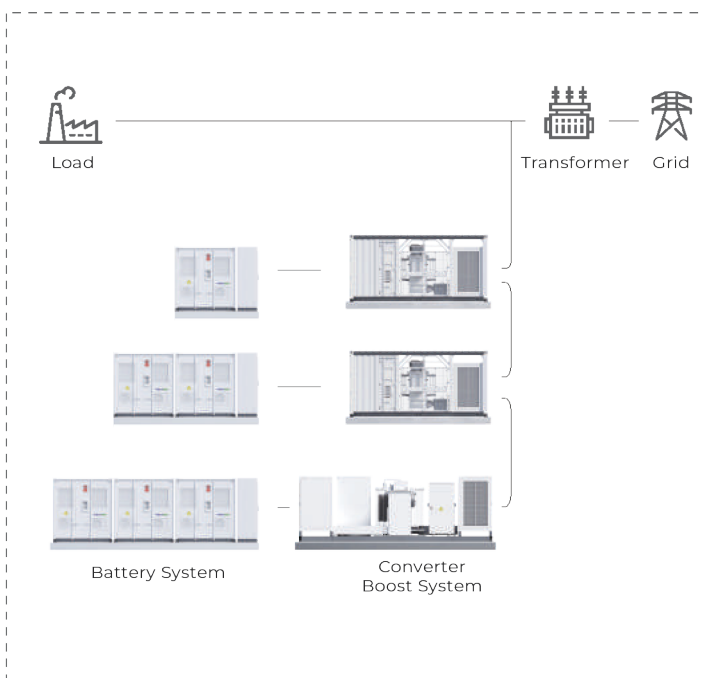 Load
Transformer
Grid
Battery System
Converter
Boost System